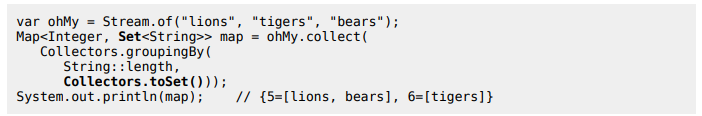 var ohMy = Stream.of("lions", "tigers", "bears");
Map<Integer, Set<String>> map = ohMy.collect(
   Collectors.groupingBy(
      String::length,
      Collectors.toSet()));
System.out.println(map);    // {5=[lions, bears], 6=[tigers]}